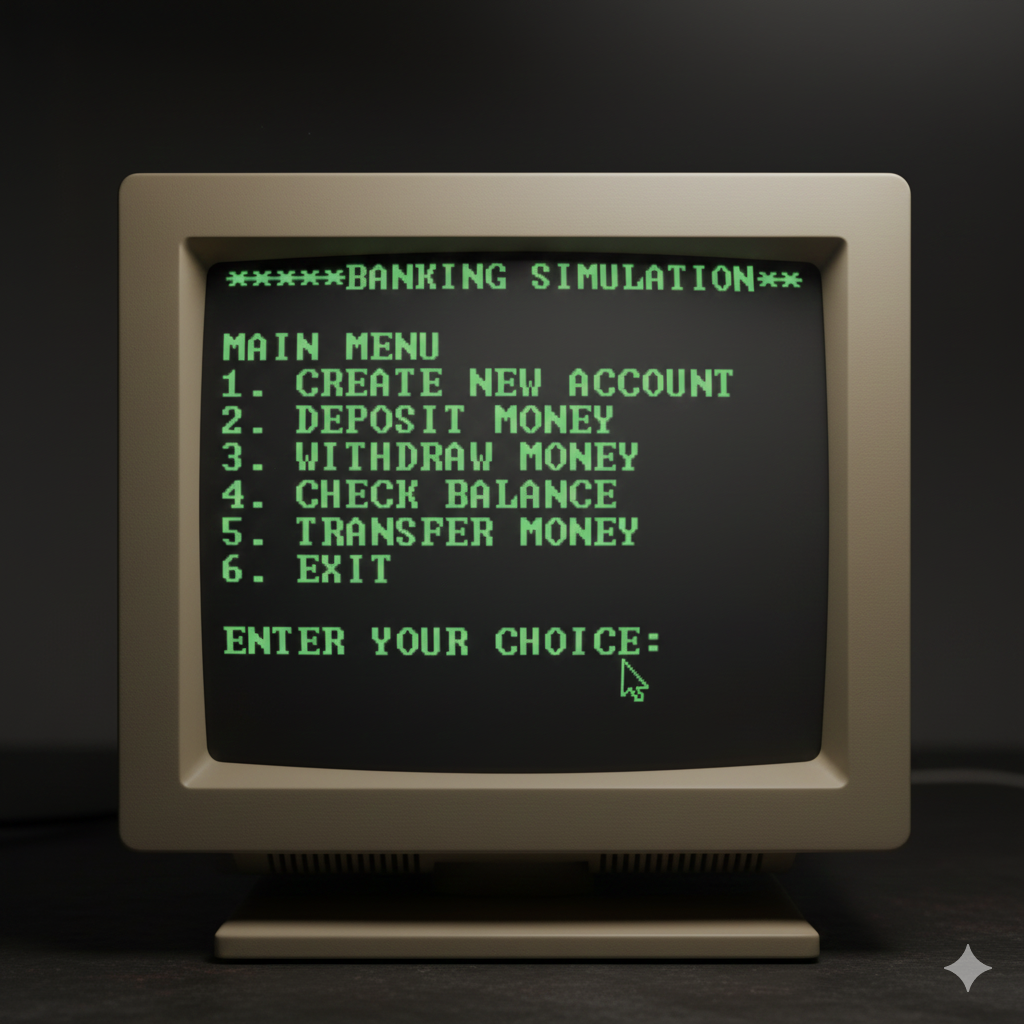 *****BANKING SIMULATION**
MAIN MENU
1. CREATE NEW ACCOUNT
2. DEPOSIT MONEY
3. WITHDRAW MONEY
4. CHECK BALANCE
5. TRANSFER MONEY
6. EXIT
ENTER YOUR CHOICE: